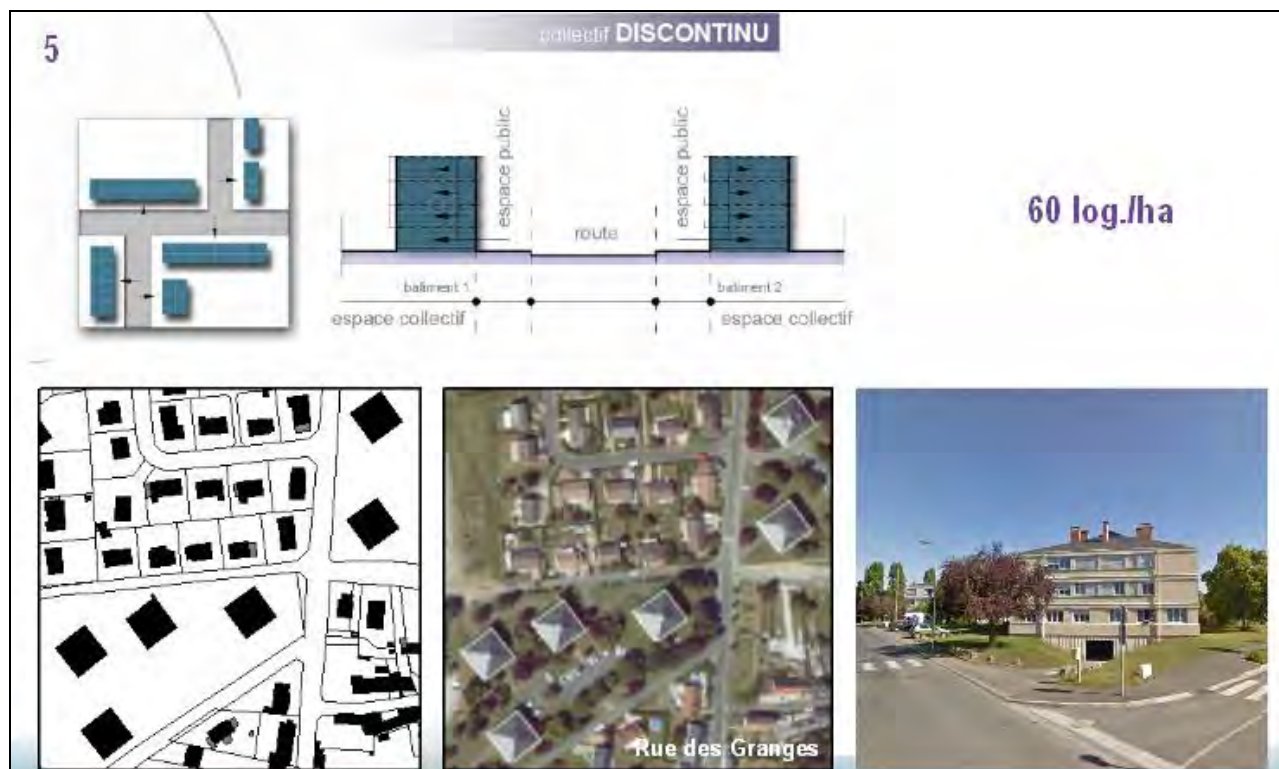 5
collectif DISCONTINU
espace public
espace public
route
60 log./ha
batiment 1
batiment 2
espace collectif
espace collectif
Rue des Granges